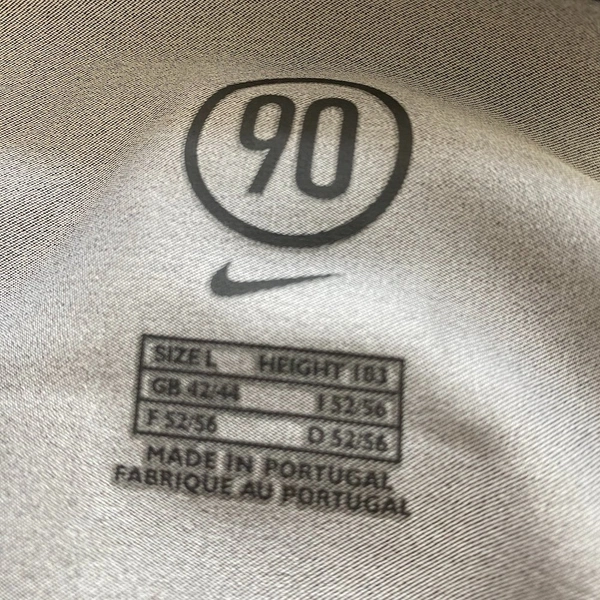 90
SIZE L HEIGHT 183
GB 42/44 I 52/56
F 52/56 D 52/56
MADE IN PORTUGAL
FABRIQUE AU PORTUGAL